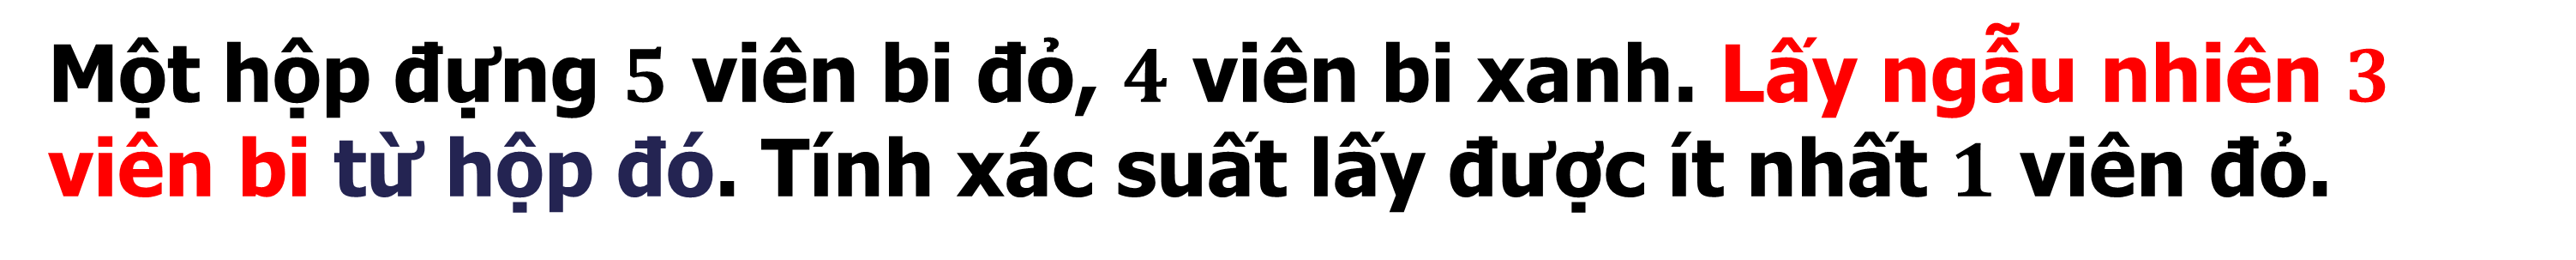 Một hộp đựng 5 viên bi đỏ, 4 viên bi xanh. Lấy ngẫu nhiên 3
viên bi từ hộp đó. Tính xác suất lấy được ít nhất 1 viên đỏ.